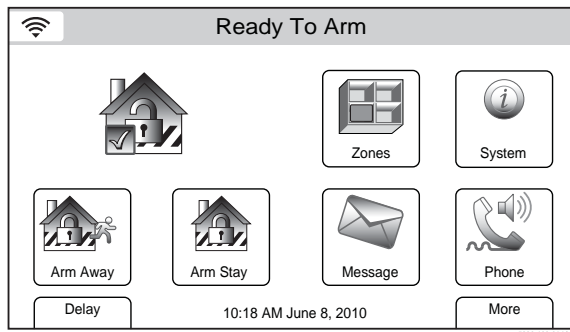 Ready To Arm
Zones
System
Arm Away
Arm Stay
Message
Phone
Delay
10:18 AM June 8, 2010
More